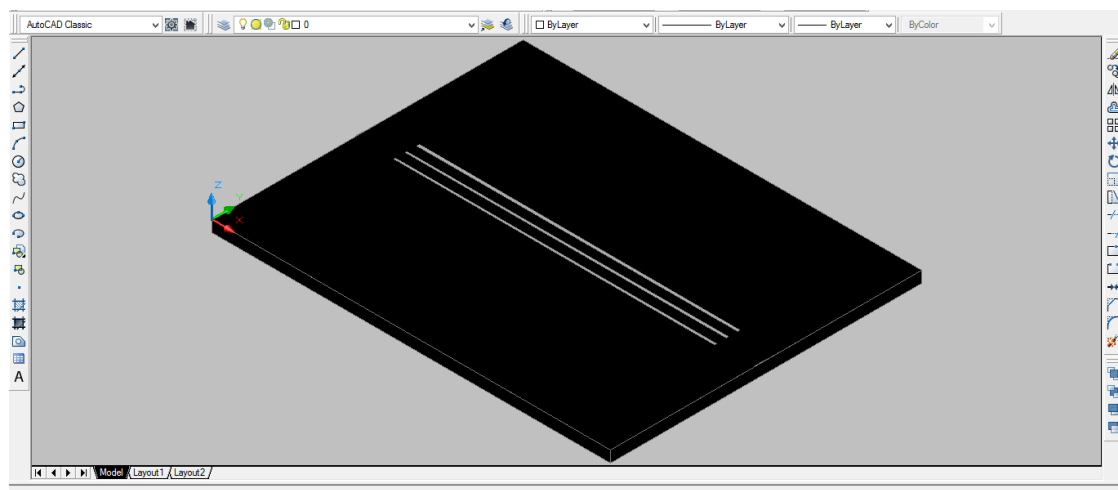 AutoCAD Classic 0 ByLayer ByLayer ByLayer ByColor
Z
Y
X
A
Model Layout1 Layout2